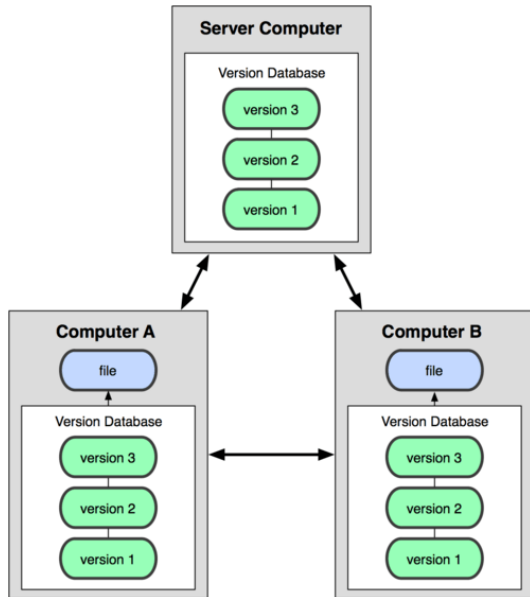 Server Computer
Version Database
version 3
version 2
version 1
Computer A
file
Version Database
version 3
version 2
version 1
Computer B
file
Version Database
version 3
version 2
version 1